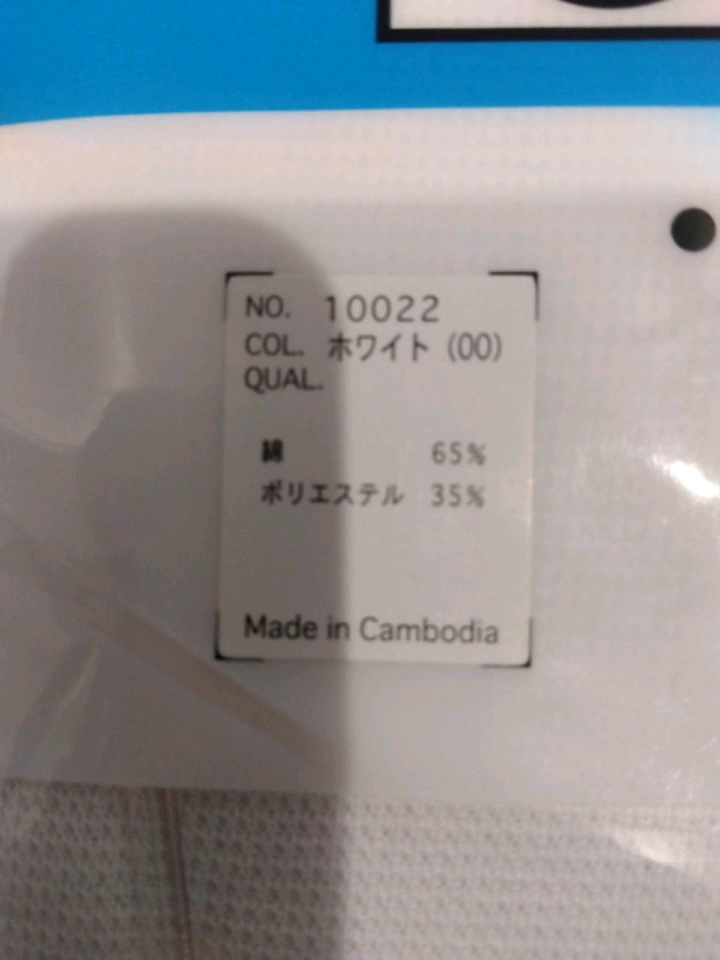 NO. 10022
COL. ホワイト (00)
QUAL.
綿 65%
ポリエステル 35%
Made in Cambodia